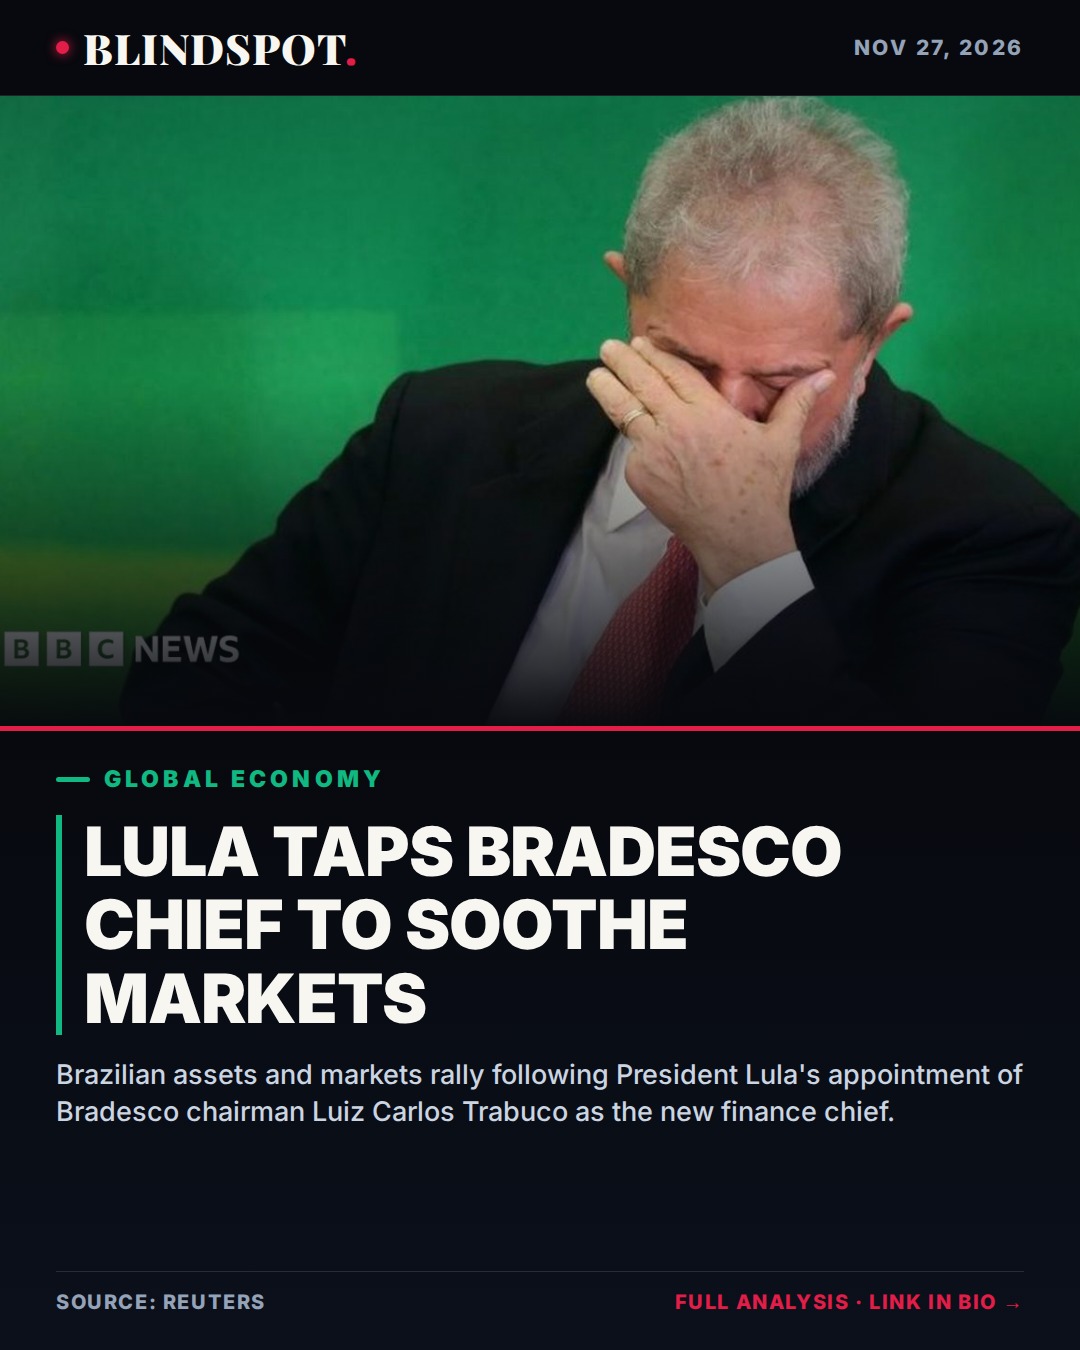 BLINDSPOT.
NOV 27, 2026
BBC NEWS
GLOBAL ECONOMY
LULA TAPS BRADESCO
CHIEF TO SOOTHE
MARKETS
Brazilian assets and markets rally following President Lula's appointment of
Bradesco chairman Luiz Carlos Trabuco as the new finance chief.
SOURCE: REUTERS
FULL ANALYSIS · LINK IN BIO →